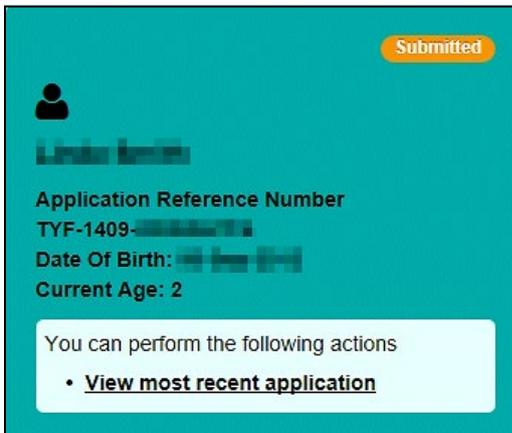 Submitted
Application Reference Number
TYF-1409-
Date Of Birth:
Current Age: 2
You can perform the following actions
• View most recent application